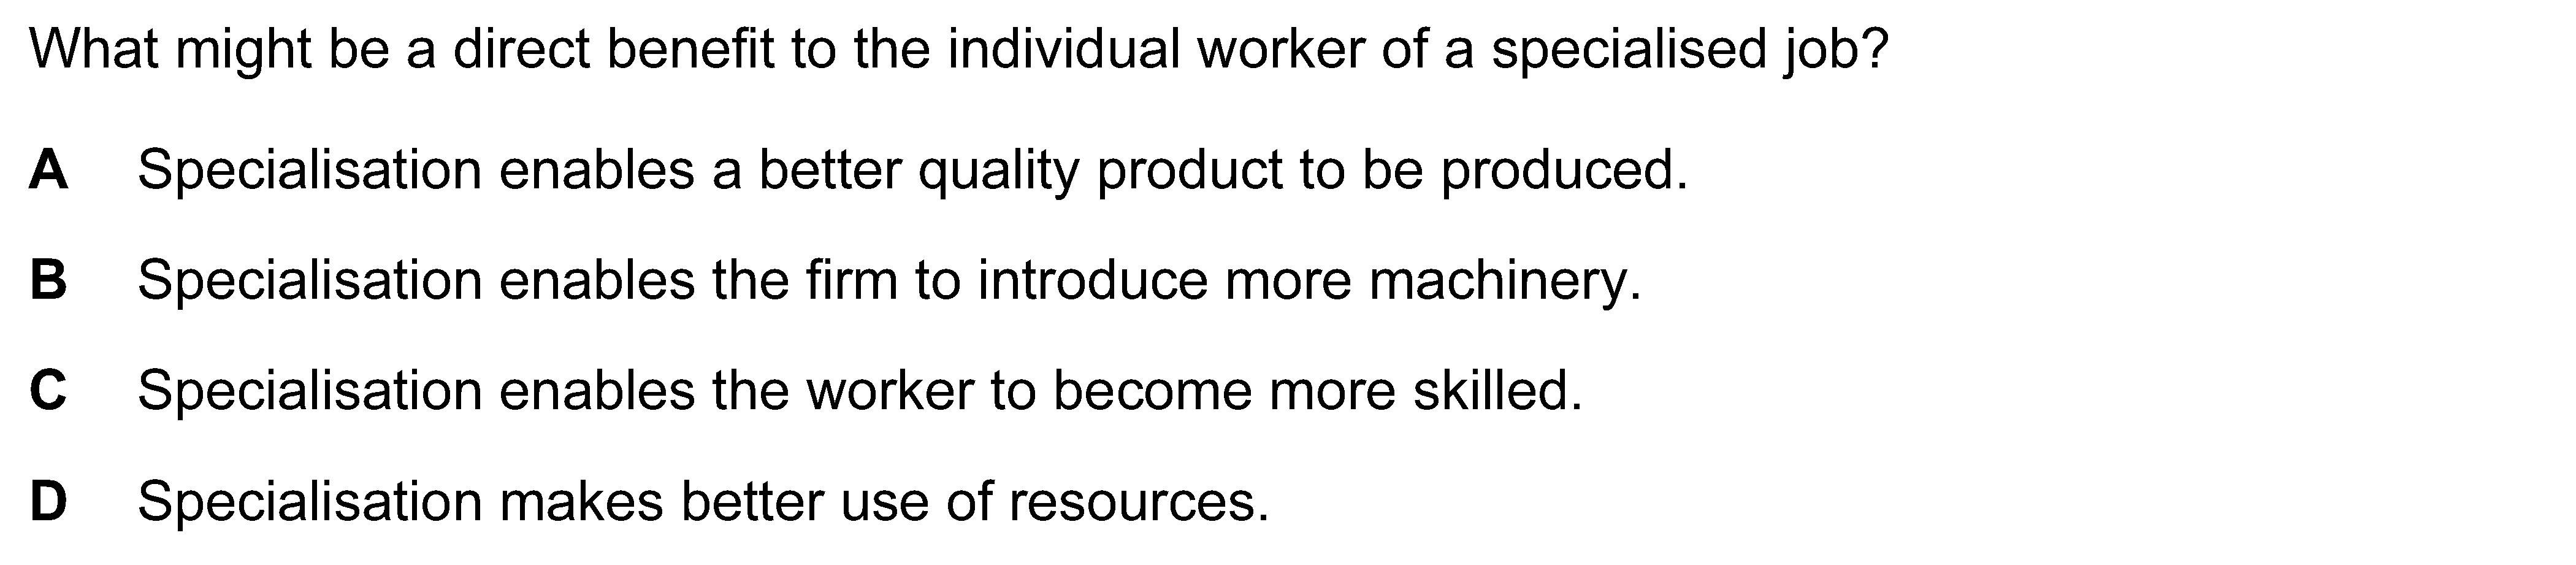 What might be a direct benefit to the individual worker of a specialised job?
A Specialisation enables a better quality product to be produced.
B Specialisation enables the firm to introduce more machinery.
C Specialisation enables the worker to become more skilled.
D Specialisation makes better use of resources.